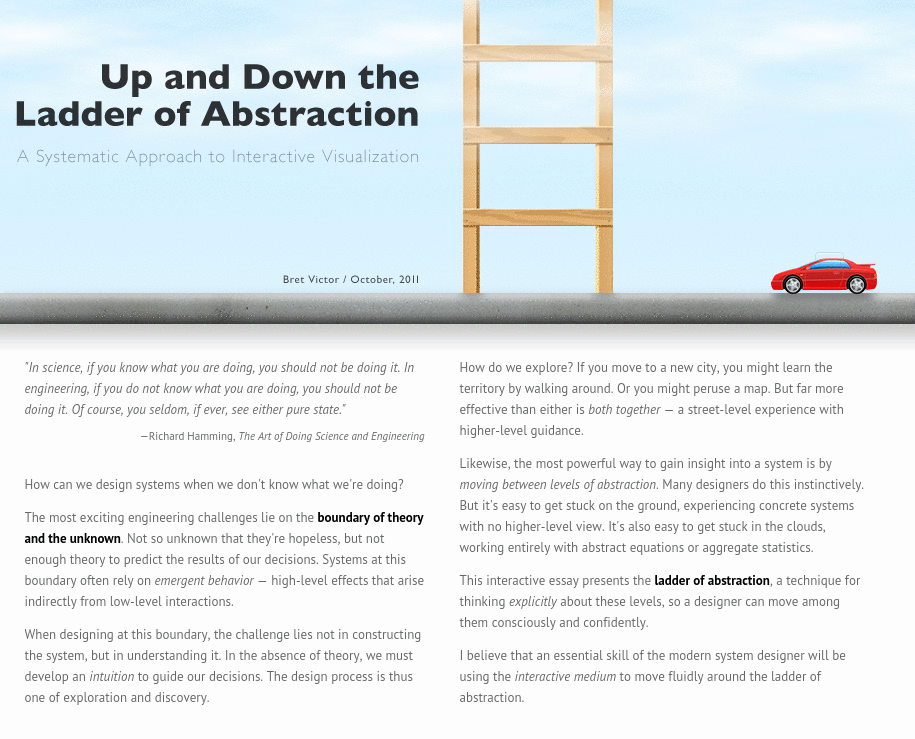 Up and Down the
Ladder of Abstraction
A Systematic Approach to Interactive Visualization
Bret Victor / October, 2011
"In science, if you know what you are doing, you should not be doing it. In
engineering, if you do not know what you are doing, you should not be
doing it. Of course, you seldom, if ever, see either pure state."
—Richard Hamming, The Art of Doing Science and Engineering
How can we design systems when we don't know what we're doing?
The most exciting engineering challenges lie on the boundary of theory
and the unknown. Not so unknown that they're hopeless, but not
enough theory to predict the results of our decisions. Systems at this
boundary often rely on emergent behavior — high-level effects that arise
indirectly from low-level interactions.
When designing at this boundary, the challenge lies not in constructing
the system, but in understanding it. In the absence of theory, we must
develop an intuition to guide our decisions. The design process is thus
one of exploration and discovery.
How do we explore? If you move to a new city, you might learn the
territory by walking around. Or you might peruse a map. But far more
effective than either is both together — a street-level experience with
higher-level guidance.
Likewise, the most powerful way to gain insight into a system is by
moving between levels of abstraction. Many designers do this instinctively.
But it's easy to get stuck on the ground, experiencing concrete systems
with no higher-level view. It's also easy to get stuck in the clouds,
working entirely with abstract equations or aggregate statistics.
This interactive essay presents the ladder of abstraction, a technique for
thinking explicitly about these levels, so a designer can move among
them consciously and confidently.
I believe that an essential skill of the modern system designer will be
using the interactive medium to move fluidly around the ladder of
abstraction.